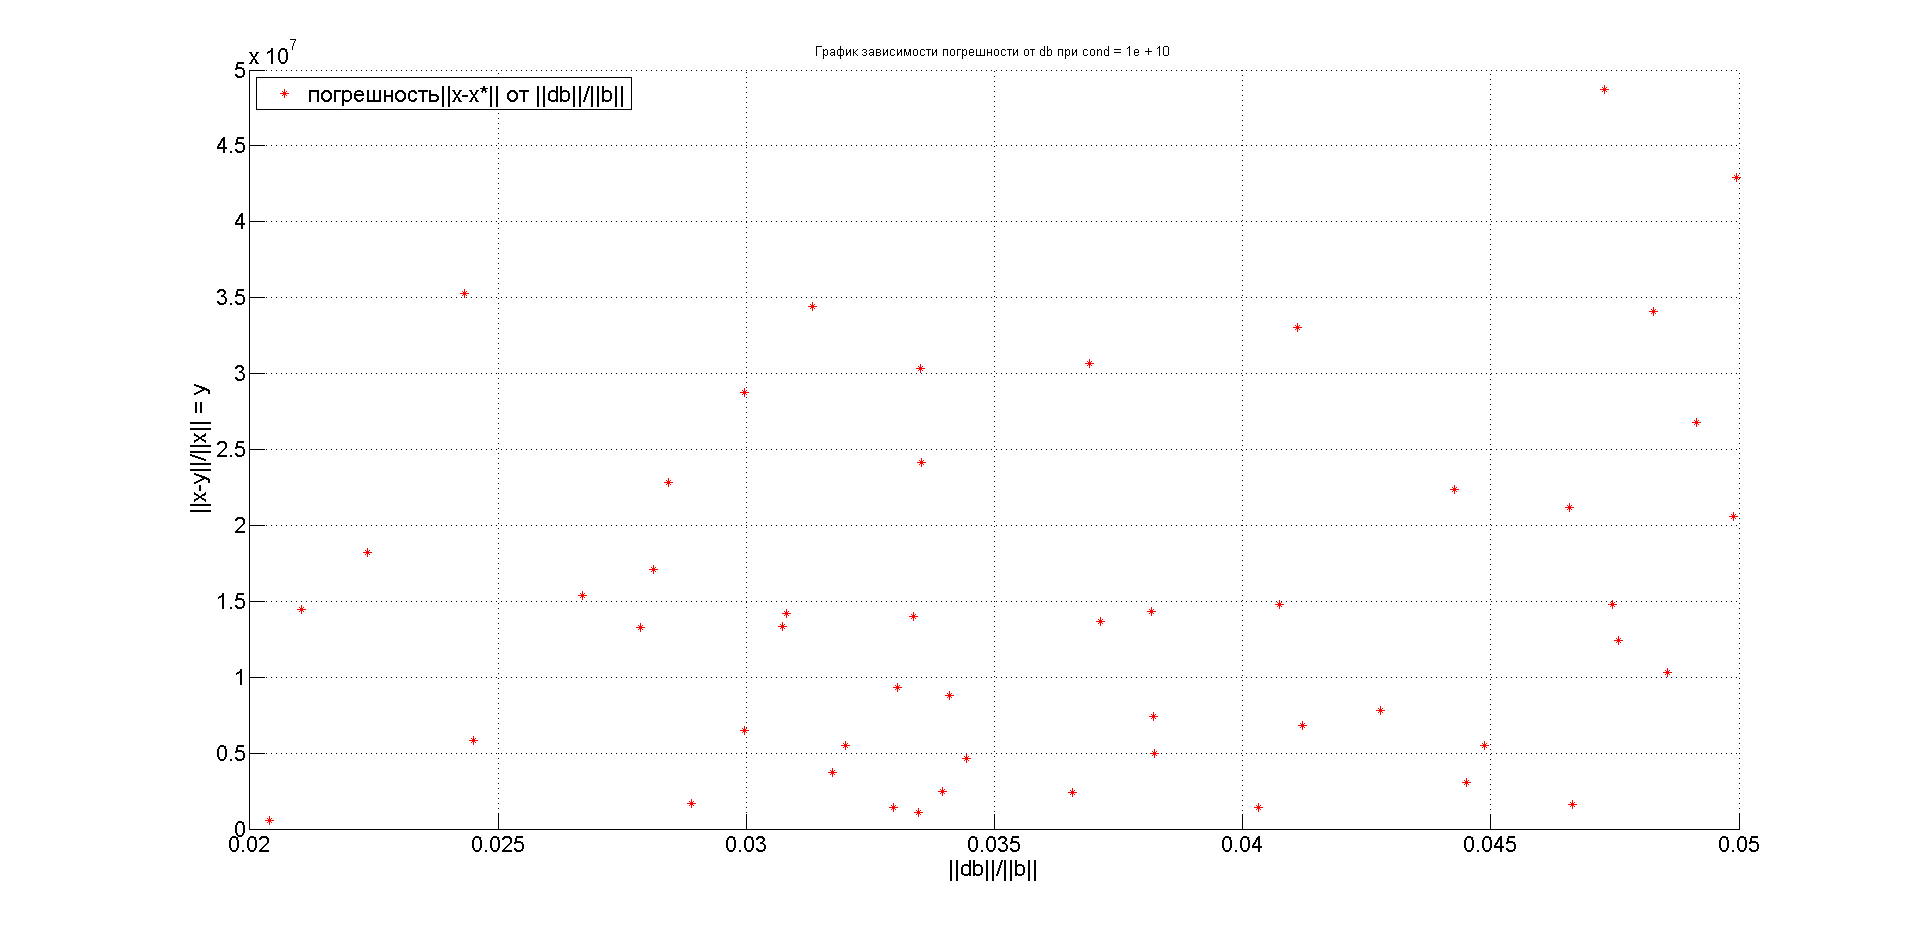 График зависимости погрешности от db при cond = 1e + 10
x 10^7
погрешность||x-x*|| от ||db||/||b||
5
4.5
4
3.5
3
2.5
2
1.5
1
0.5
0
||x-y||/||x|| = y
0.02 0.025 0.03 0.035 0.04 0.045 0.05
||db||/||b||